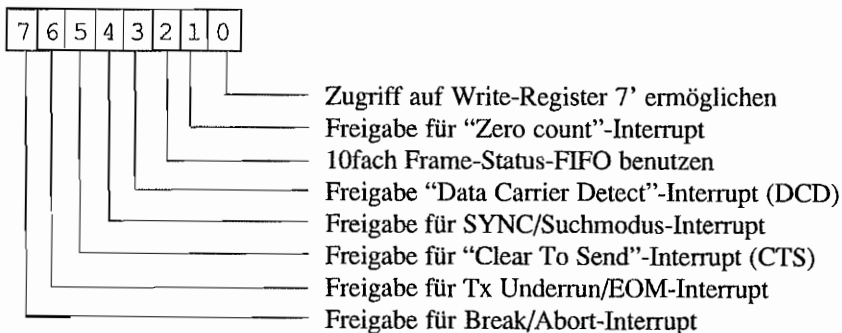 7 6 5 4 3 2 1 0
Zugriff auf Write-Register 7’ ermöglichen
Freigabe für “Zero count”-Interrupt
10fach Frame-Status-FIFO benutzen
Freigabe “Data Carrier Detect”-Interrupt (DCD)
Freigabe für SYNC/Suchmodus-Interrupt
Freigabe für “Clear To Send”-Interrupt (CTS)
Freigabe für Tx Underrun/EOM-Interrupt
Freigabe für Break/Abort-Interrupt